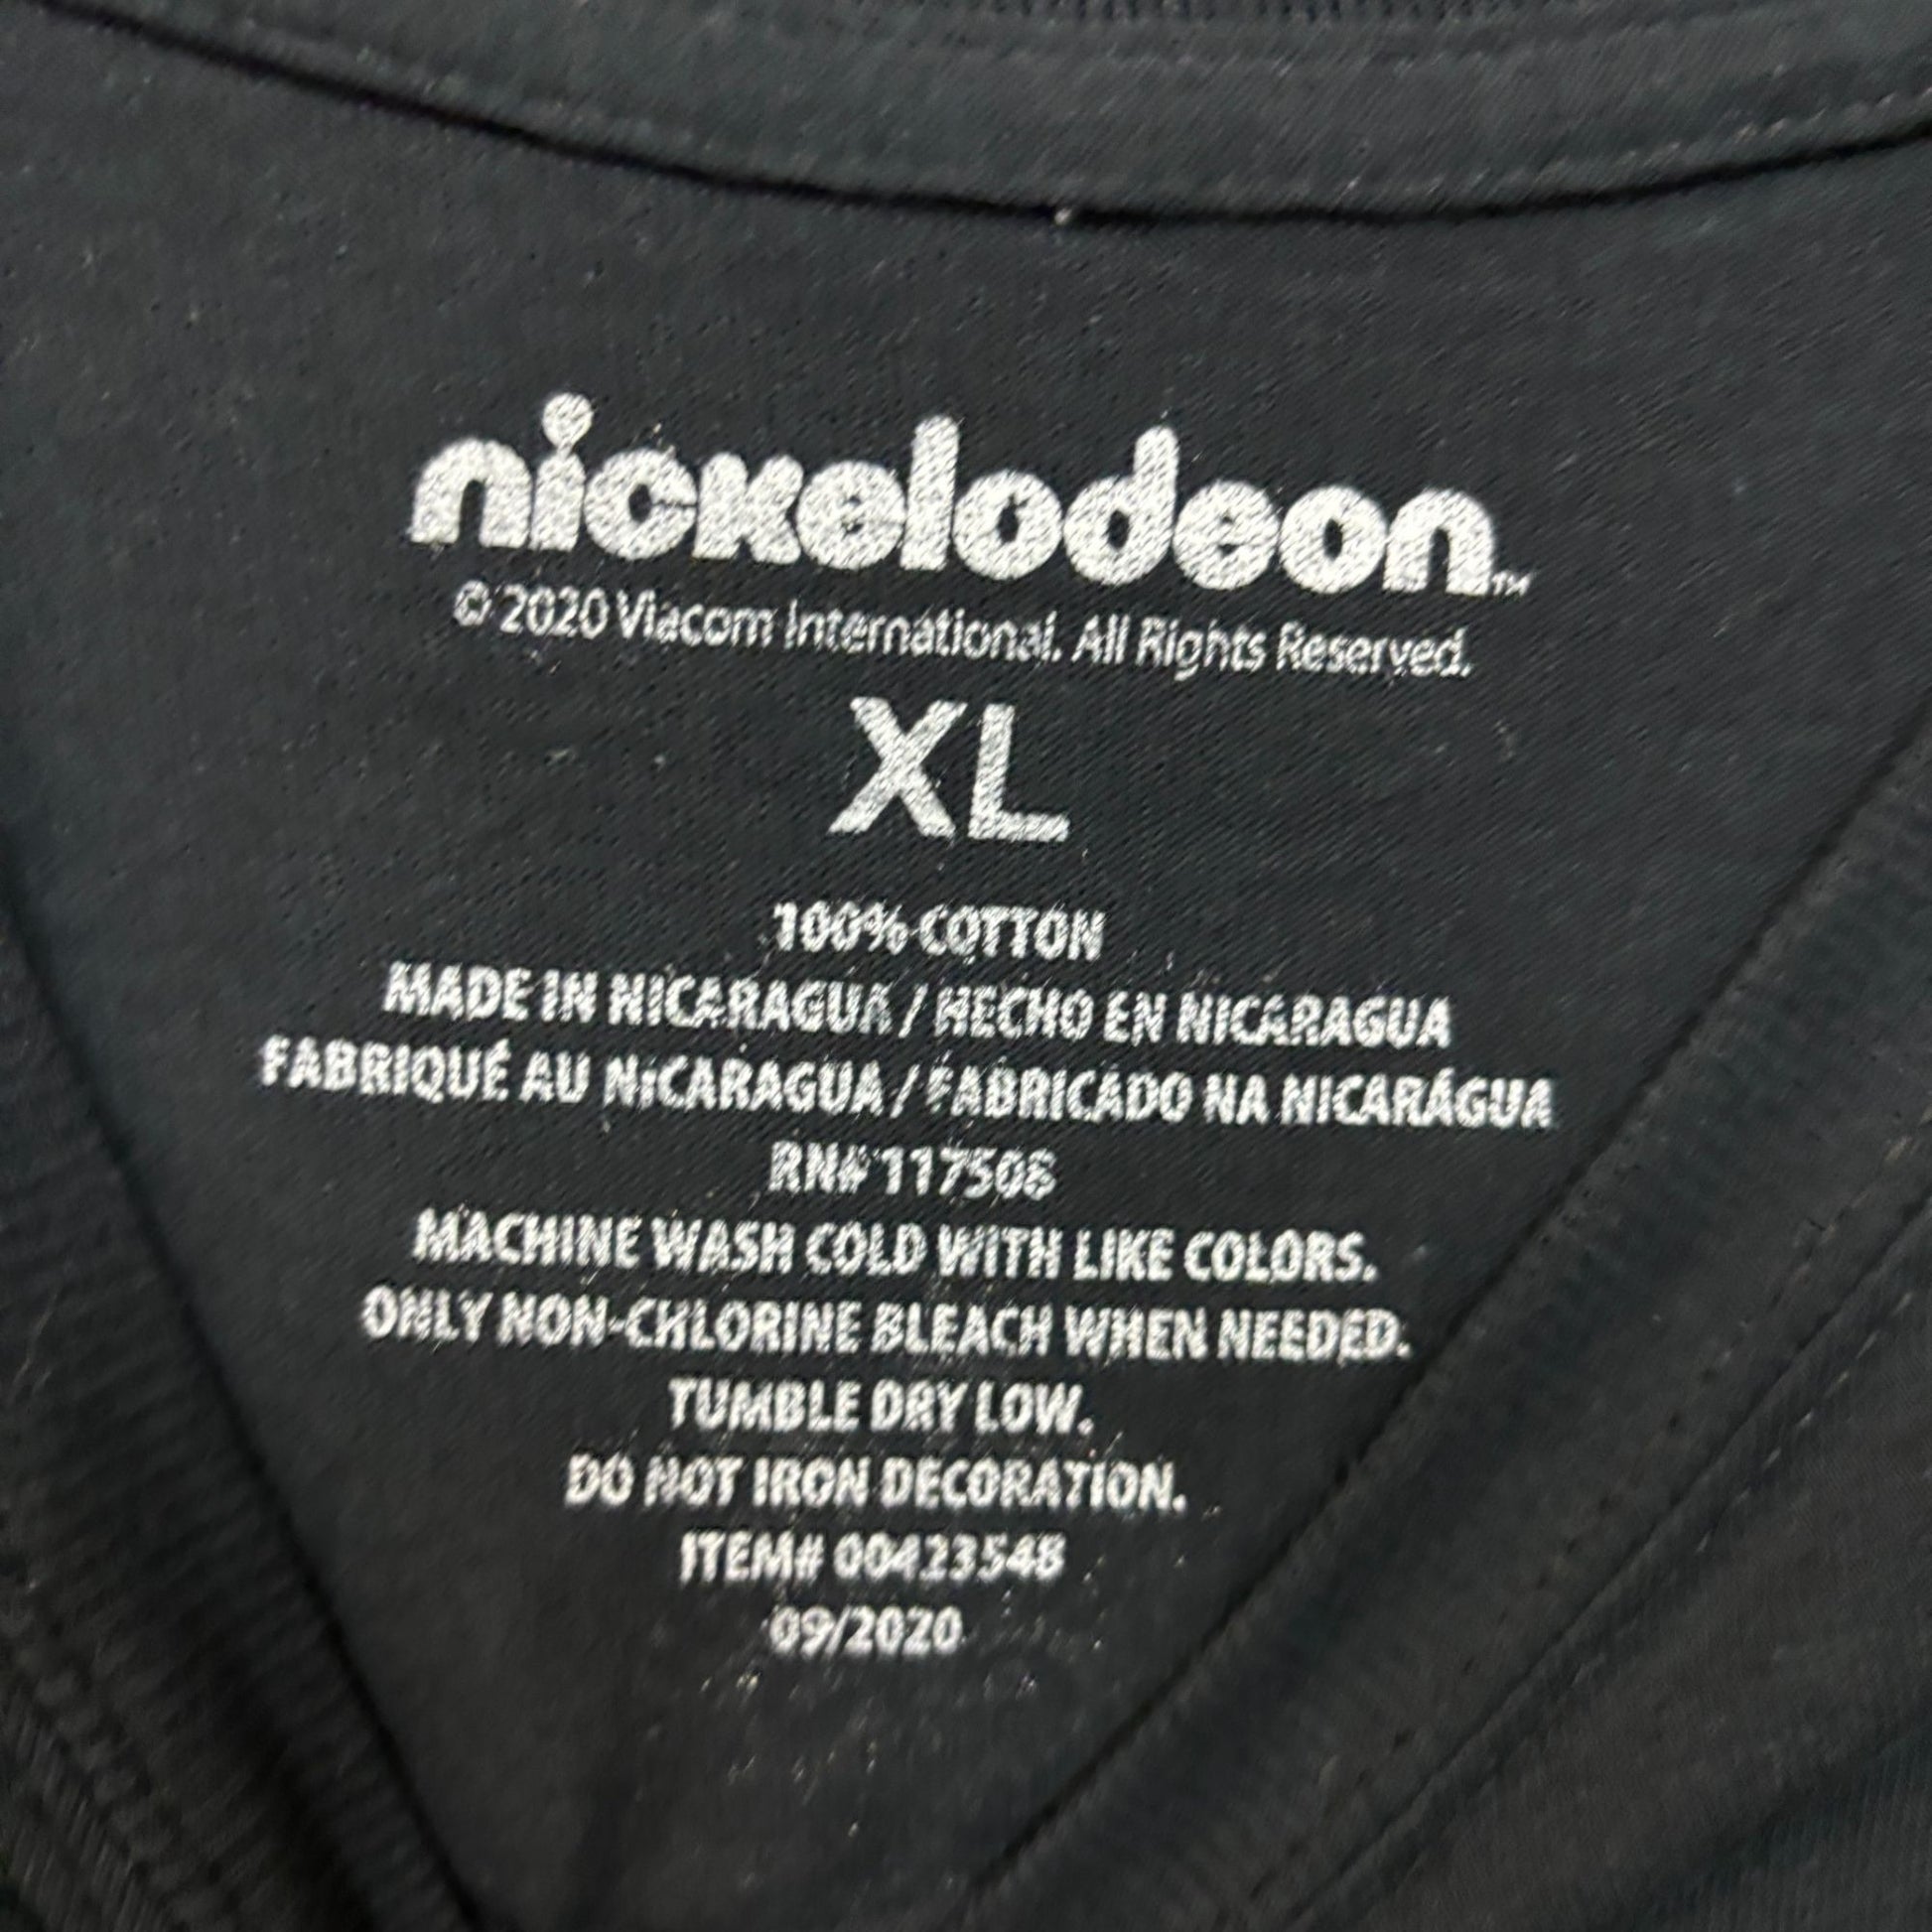 nickelodeon™
© 2020 Viacom International. All Rights Reserved.
XL
100% COTTON
MADE IN NICARAGUA / HECHO EN NICARAGUA
FABRIQUÉ AU NICARAGUA / FABRICADO NA NICARÁGUA
RN# 117508
MACHINE WASH COLD WITH LIKE COLORS.
ONLY NON-CHLORINE BLEACH WHEN NEEDED.
TUMBLE DRY LOW.
DO NOT IRON DECORATION.
ITEM# 00423548
09/2020